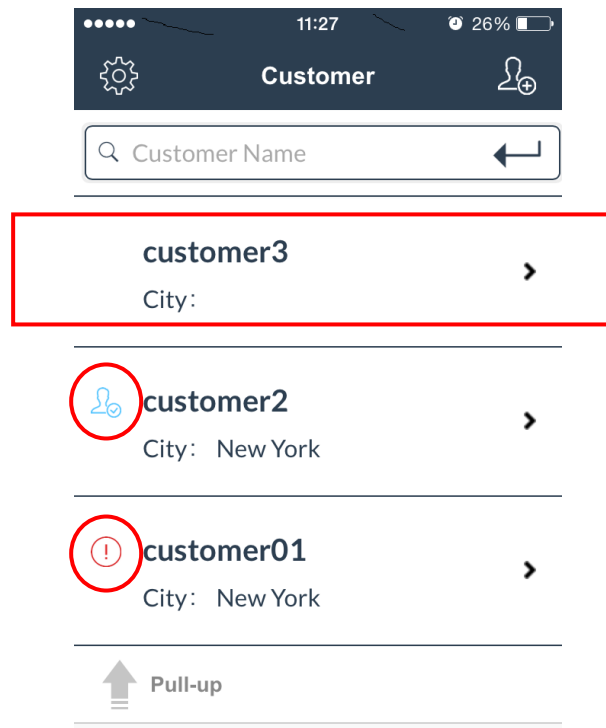 11:27 26%
Customer
Customer Name
customer3
City:
customer2
City: New York
customer01
City: New York
Pull-up